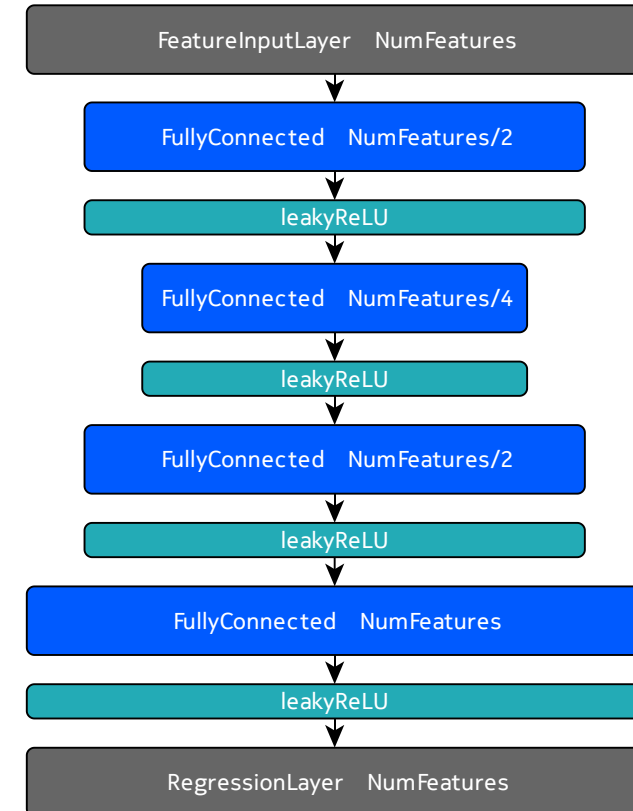 FeatureInputLayer NumFeatures
FullyConnected NumFeatures/2
leakyReLU
FullyConnected NumFeatures/4
leakyReLU
FullyConnected NumFeatures/2
leakyReLU
FullyConnected NumFeatures
leakyReLU
RegressionLayer NumFeatures